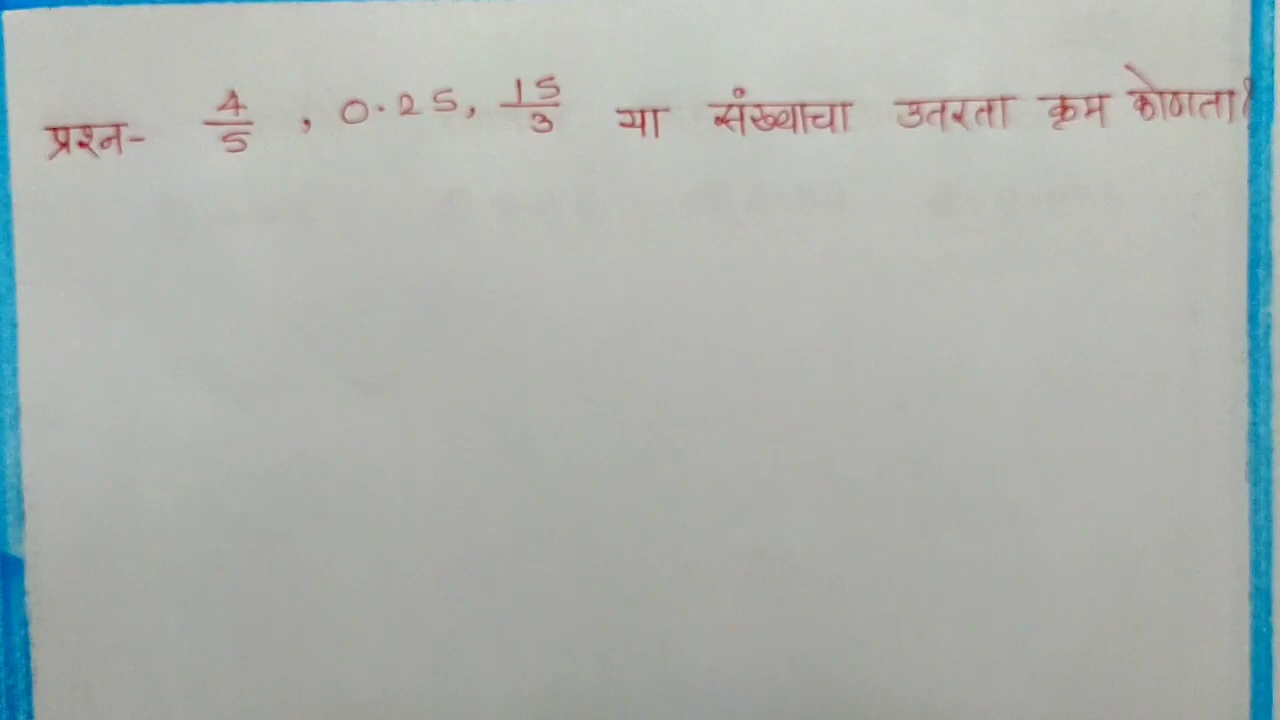 प्रश्न- 4/5 , 0.25, 15/3 या संख्याचा उतरता क्रम कोणता?